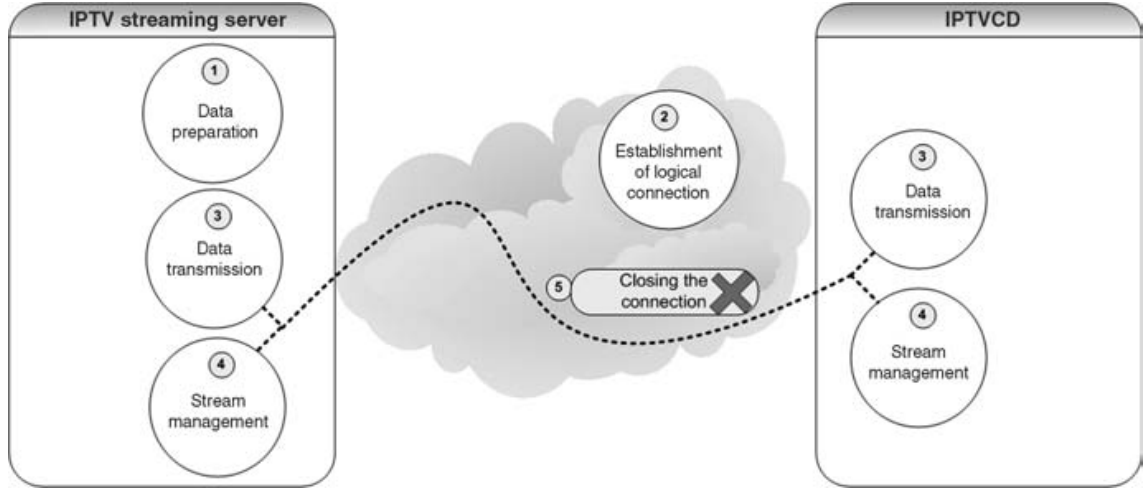 IPTV streaming server
1
Data
preparation
3
Data
transmission
4
Stream
management
2
Establishment
of logical
connection
5
Closing the
connection
IPTVCD
3
Data
transmission
4
Stream
management